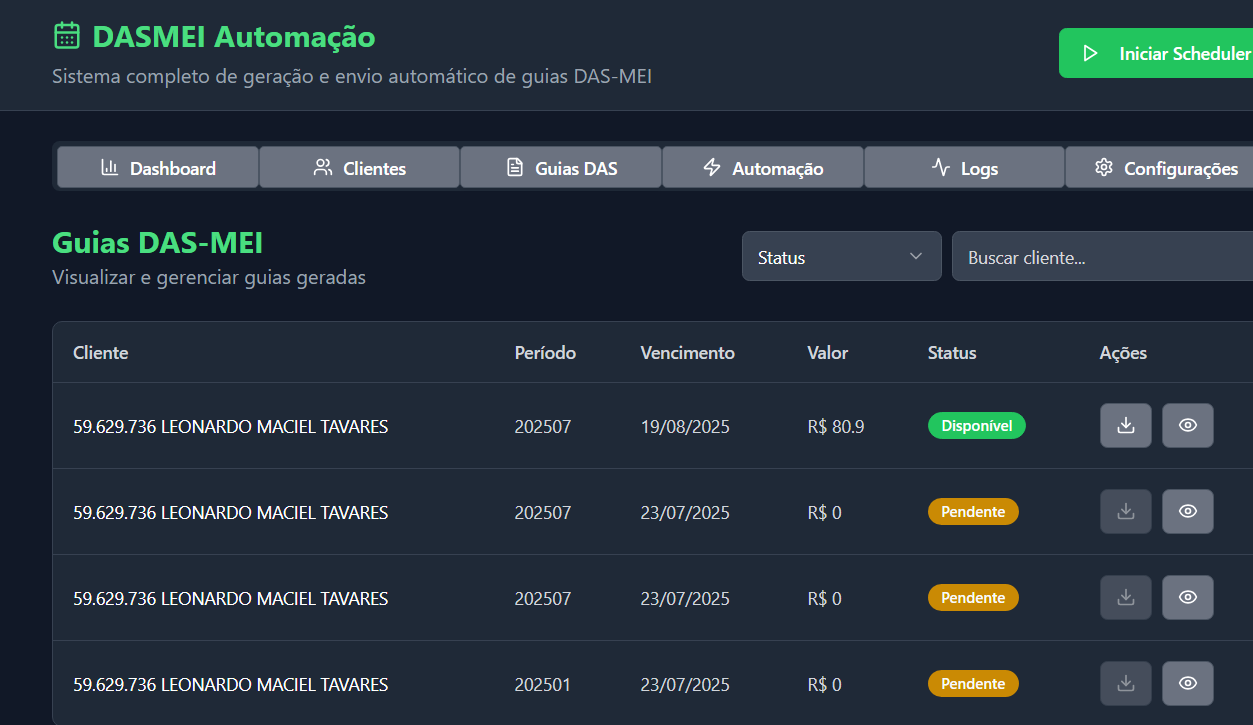 DASMEI Automação
Sistema completo de geração e envio automático de guias DAS-MEI
Iniciar Scheduler
Dashboard Clientes Guias DAS Automação Logs Configurações
Guias DAS-MEI
Visualizar e gerenciar guias geradas
Status Buscar cliente...
Cliente Período Vencimento Valor Status Ações
59.629.736 LEONARDO MACIEL TAVARES 202507 19/08/2025 R$ 80.9 Disponível
59.629.736 LEONARDO MACIEL TAVARES 202507 23/07/2025 R$ 0 Pendente
59.629.736 LEONARDO MACIEL TAVARES 202507 23/07/2025 R$ 0 Pendente
59.629.736 LEONARDO MACIEL TAVARES 202501 23/07/2025 R$ 0 Pendente